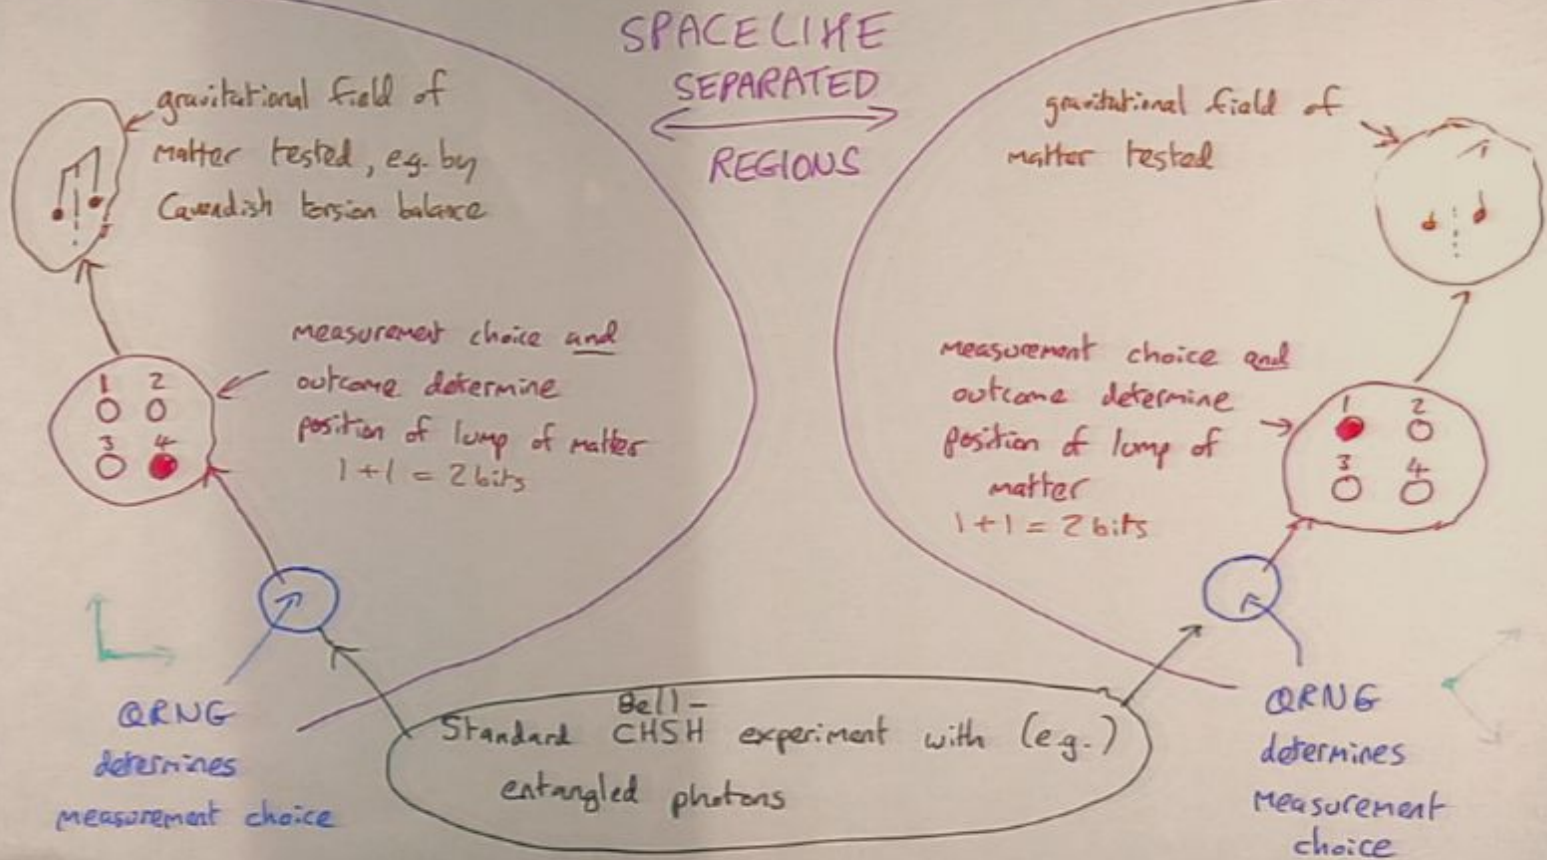 SPACELIKE
SEPARATED
REGIONS
gravitational field of
matter tested, e.g. by
Cavendish torsion balance
gravitational field of
matter tested
measurement choice and
outcome determine
position of lump of matter
1 + 1 = 2 bits
1 2
3 4
measurement choice and
outcome determine
position of lump of
matter
1 + 1 = 2 bits
1 2
3 4
QRNG
determines
measurement choice
Bell-
Standard CHSH experiment with (e.g.)
entangled photons
QRNG
determines
measurement
choice